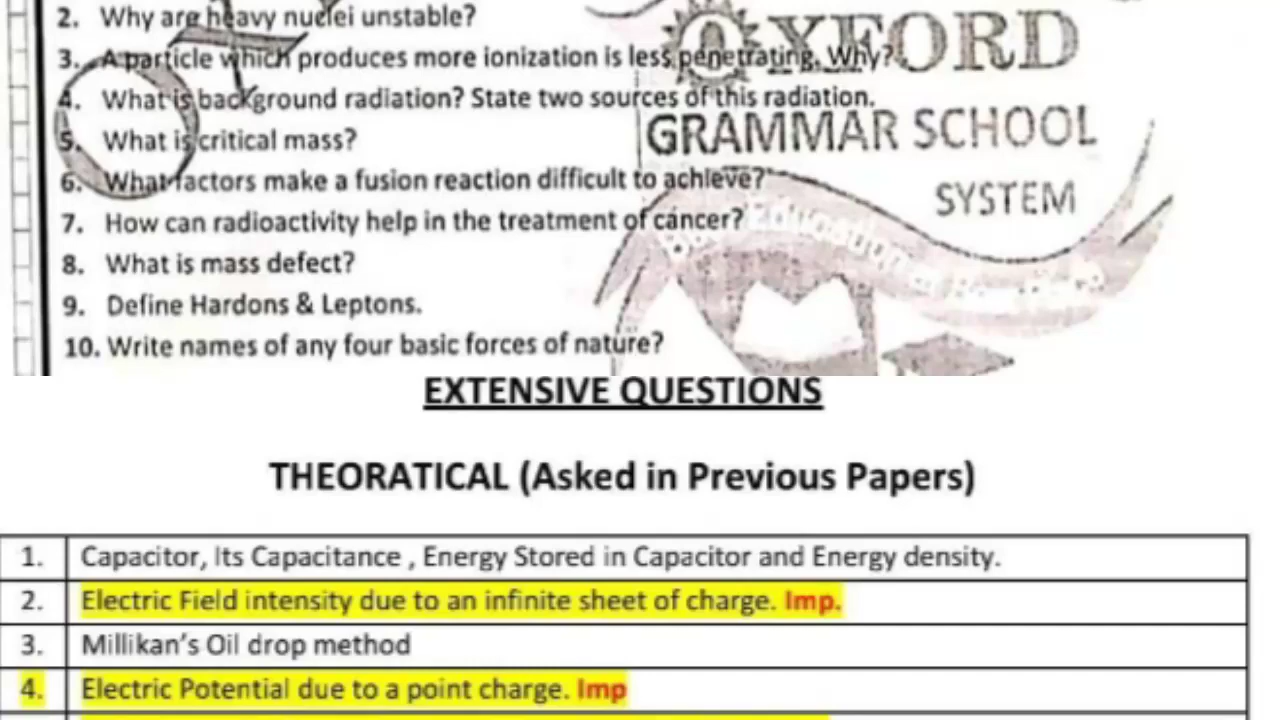 2. Why are heavy nuclei unstable?
3. A particle which produces more ionization is less penetrating. Why?
4. What is background radiation? State two sources of this radiation.
5. What is critical mass?
6. What factors make a fusion reaction difficult to achieve?
7. How can radioactivity help in the treatment of cancer?
8. What is mass defect?
9. Define Hardons & Leptons.
10. Write names of any four basic forces of nature?
OXFORD
GRAMMAR SCHOOL
SYSTEM
EXTENSIVE QUESTIONS
THEORATICAL (Asked in Previous Papers)
1. Capacitor, Its Capacitance , Energy Stored in Capacitor and Energy density.
2. Electric Field intensity due to an infinite sheet of charge. Imp.
3. Millikan's Oil drop method
4. Electric Potential due to a point charge. Imp